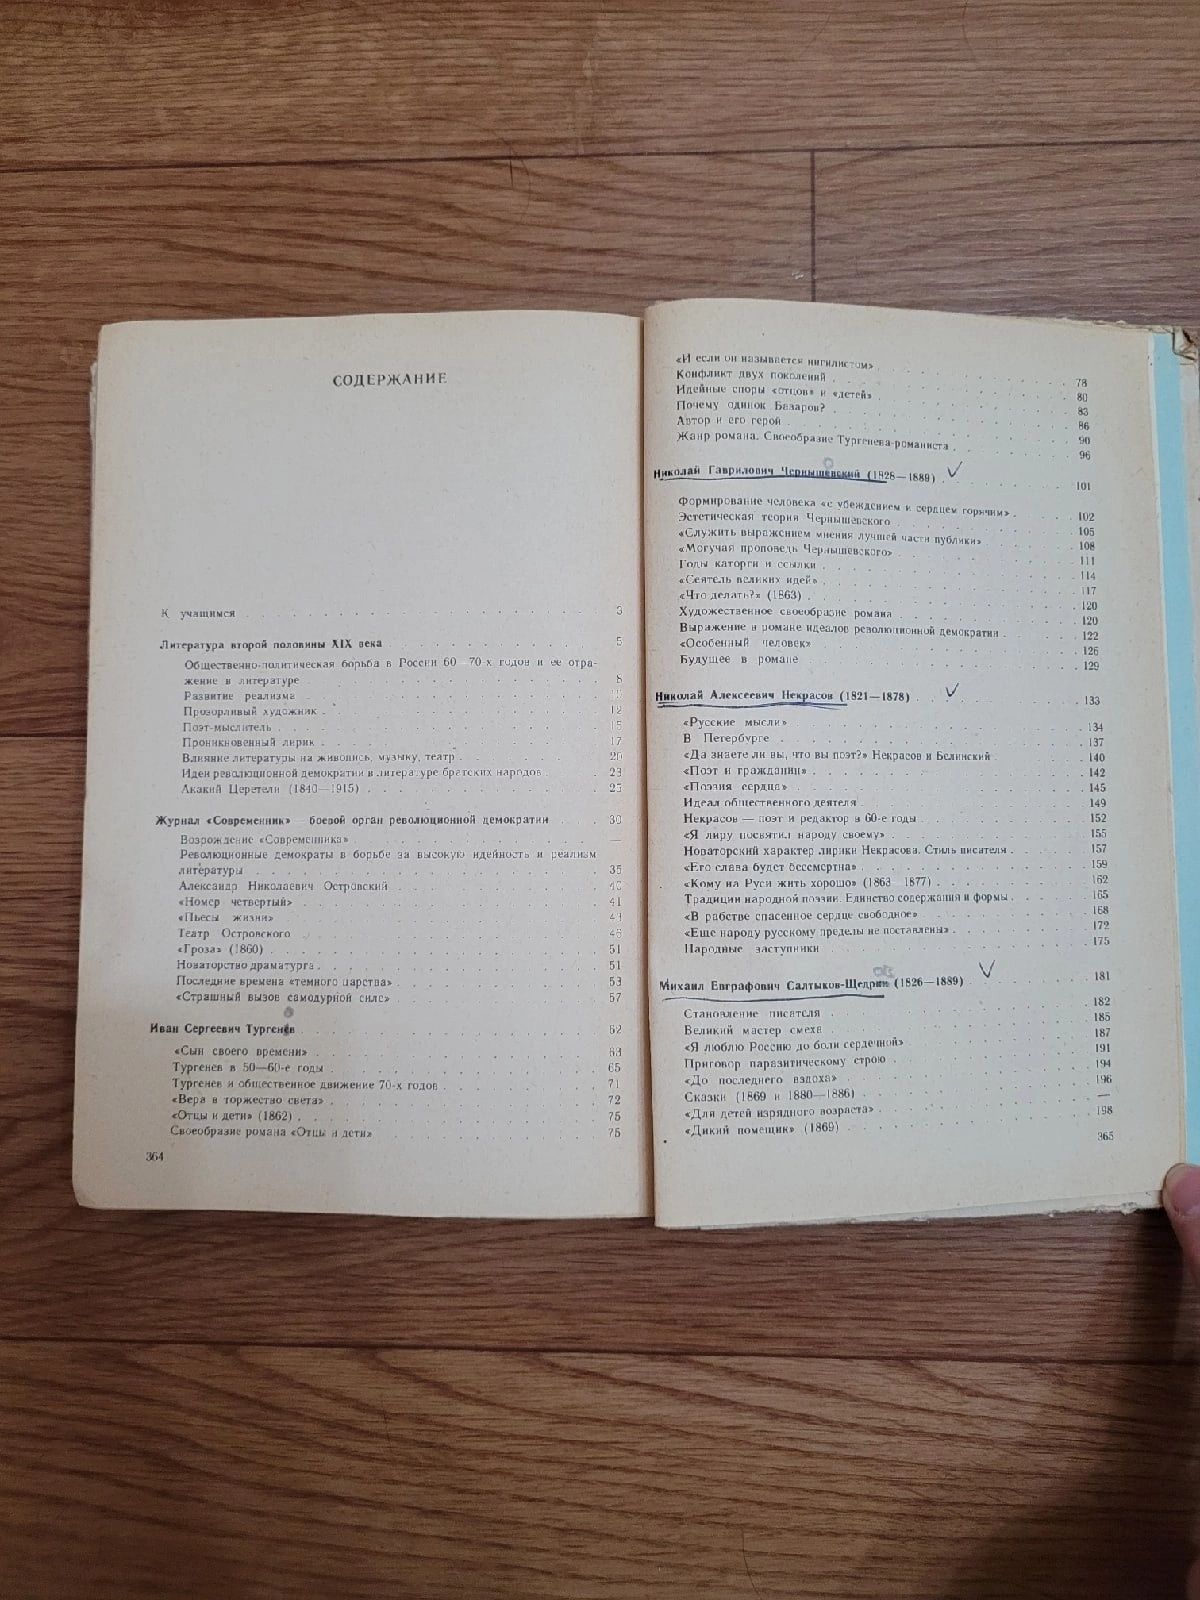 СОДЕРЖАНИЕ
К учащимся 3
Литература второй половины XIX века 5
Общественно-политическая борьба в России 60—70-х годов и ее отра-
жение в литературе 8
Развитие реализма
Прозорливый художник 12
Поэт-мыслитель 15
Проникновенный лирик 17
Влияние литературы на живопись, музыку, театр 20
Идеи революционной демократии в литературе братских народов 23
Акакий Церетели (1840—1915) 25
Журнал «Современник» — боевой орган революционной демократии 30
Возрождение «Современника» —
Революционные демократы в борьбе за высокую идейность и реализм
литературы 35
Александр Николаевич Островский 40
«Номер четвертый» 41
«Пьесы жизни» 43
Театр Островского 46
«Гроза» (1860) 51
Новаторство драматурга 51
Последние времена «темного царства» 53
«Страшный вызов самодурной силе» 57
Иван Сергеевич Тургенев 62
«Сын своего времени» 63
Тургенев в 50—60-е годы 65
Тургенев и общественное движение 70-х годов 71
«Вера в торжество света» 72
«Отцы и дети» (1862) 75
Своеобразие романа «Отцы и дети» 75
364
«И если он называется нигилистом» 78
Конфликт двух поколений 80
Идейные споры «отцов» и «детей» 83
Почему одинок Базаров? 86
Автор и его герой 90
Жанр романа. Своеобразие Тургенева-романиста 96
Николай Гаврилович Чернышевский (1828—1889) 101
Формирование человека «с убеждением и сердцем горячим» 102
Эстетическая теория Чернышевского 105
«Служить выражением мнения лучшей части публики» 108
«Могучая проповедь Чернышевского» 111
Годы каторги и ссылки 114
«Сеятель великих идей» 117
«Что делать?» (1863) 120
Художественное своеобразие романа 120
Выражение в романе идеалов революционной демократии 122
«Особенный человек» 126
Будущее в романе 129
Николай Алексеевич Некрасов (1821—1878) 133
«Русские мысли» 134
В Петербурге 137
«Да знаете ли вы, что вы поэт?» Некрасов и Белинский 140
«Поэт и гражданин» 142
«Поэзия сердца» 145
Идеал общественного деятеля 149
Некрасов — поэт и редактор в 60-е годы 152
«Я лиру посвятил народу своему» 155
Новаторский характер лирики Некрасова. Стиль писателя 157
«Его слава будет бессмертна» 159
«Кому на Руси жить хорошо» (1863—1877) 162
Традиции народной поэзии. Единство содержания и формы 165
«В рабстве спасенное сердце свободное» 168
«Еще народу русскому пределы не поставлены» 172
Народные заступники 175
Михаил Евграфович Салтыков-Щедрин (1826—1889) 181
Становление писателя 182
Великий мастер смеха 185
«Я люблю Россию до боли сердечной» 187
Приговор паразитическому строю 191
«До последнего вздоха» 194
Сказки (1869 и 1880—1886) 196
«Для детей изрядного возраста» —
«Дикий помещик» (1869) 198
365